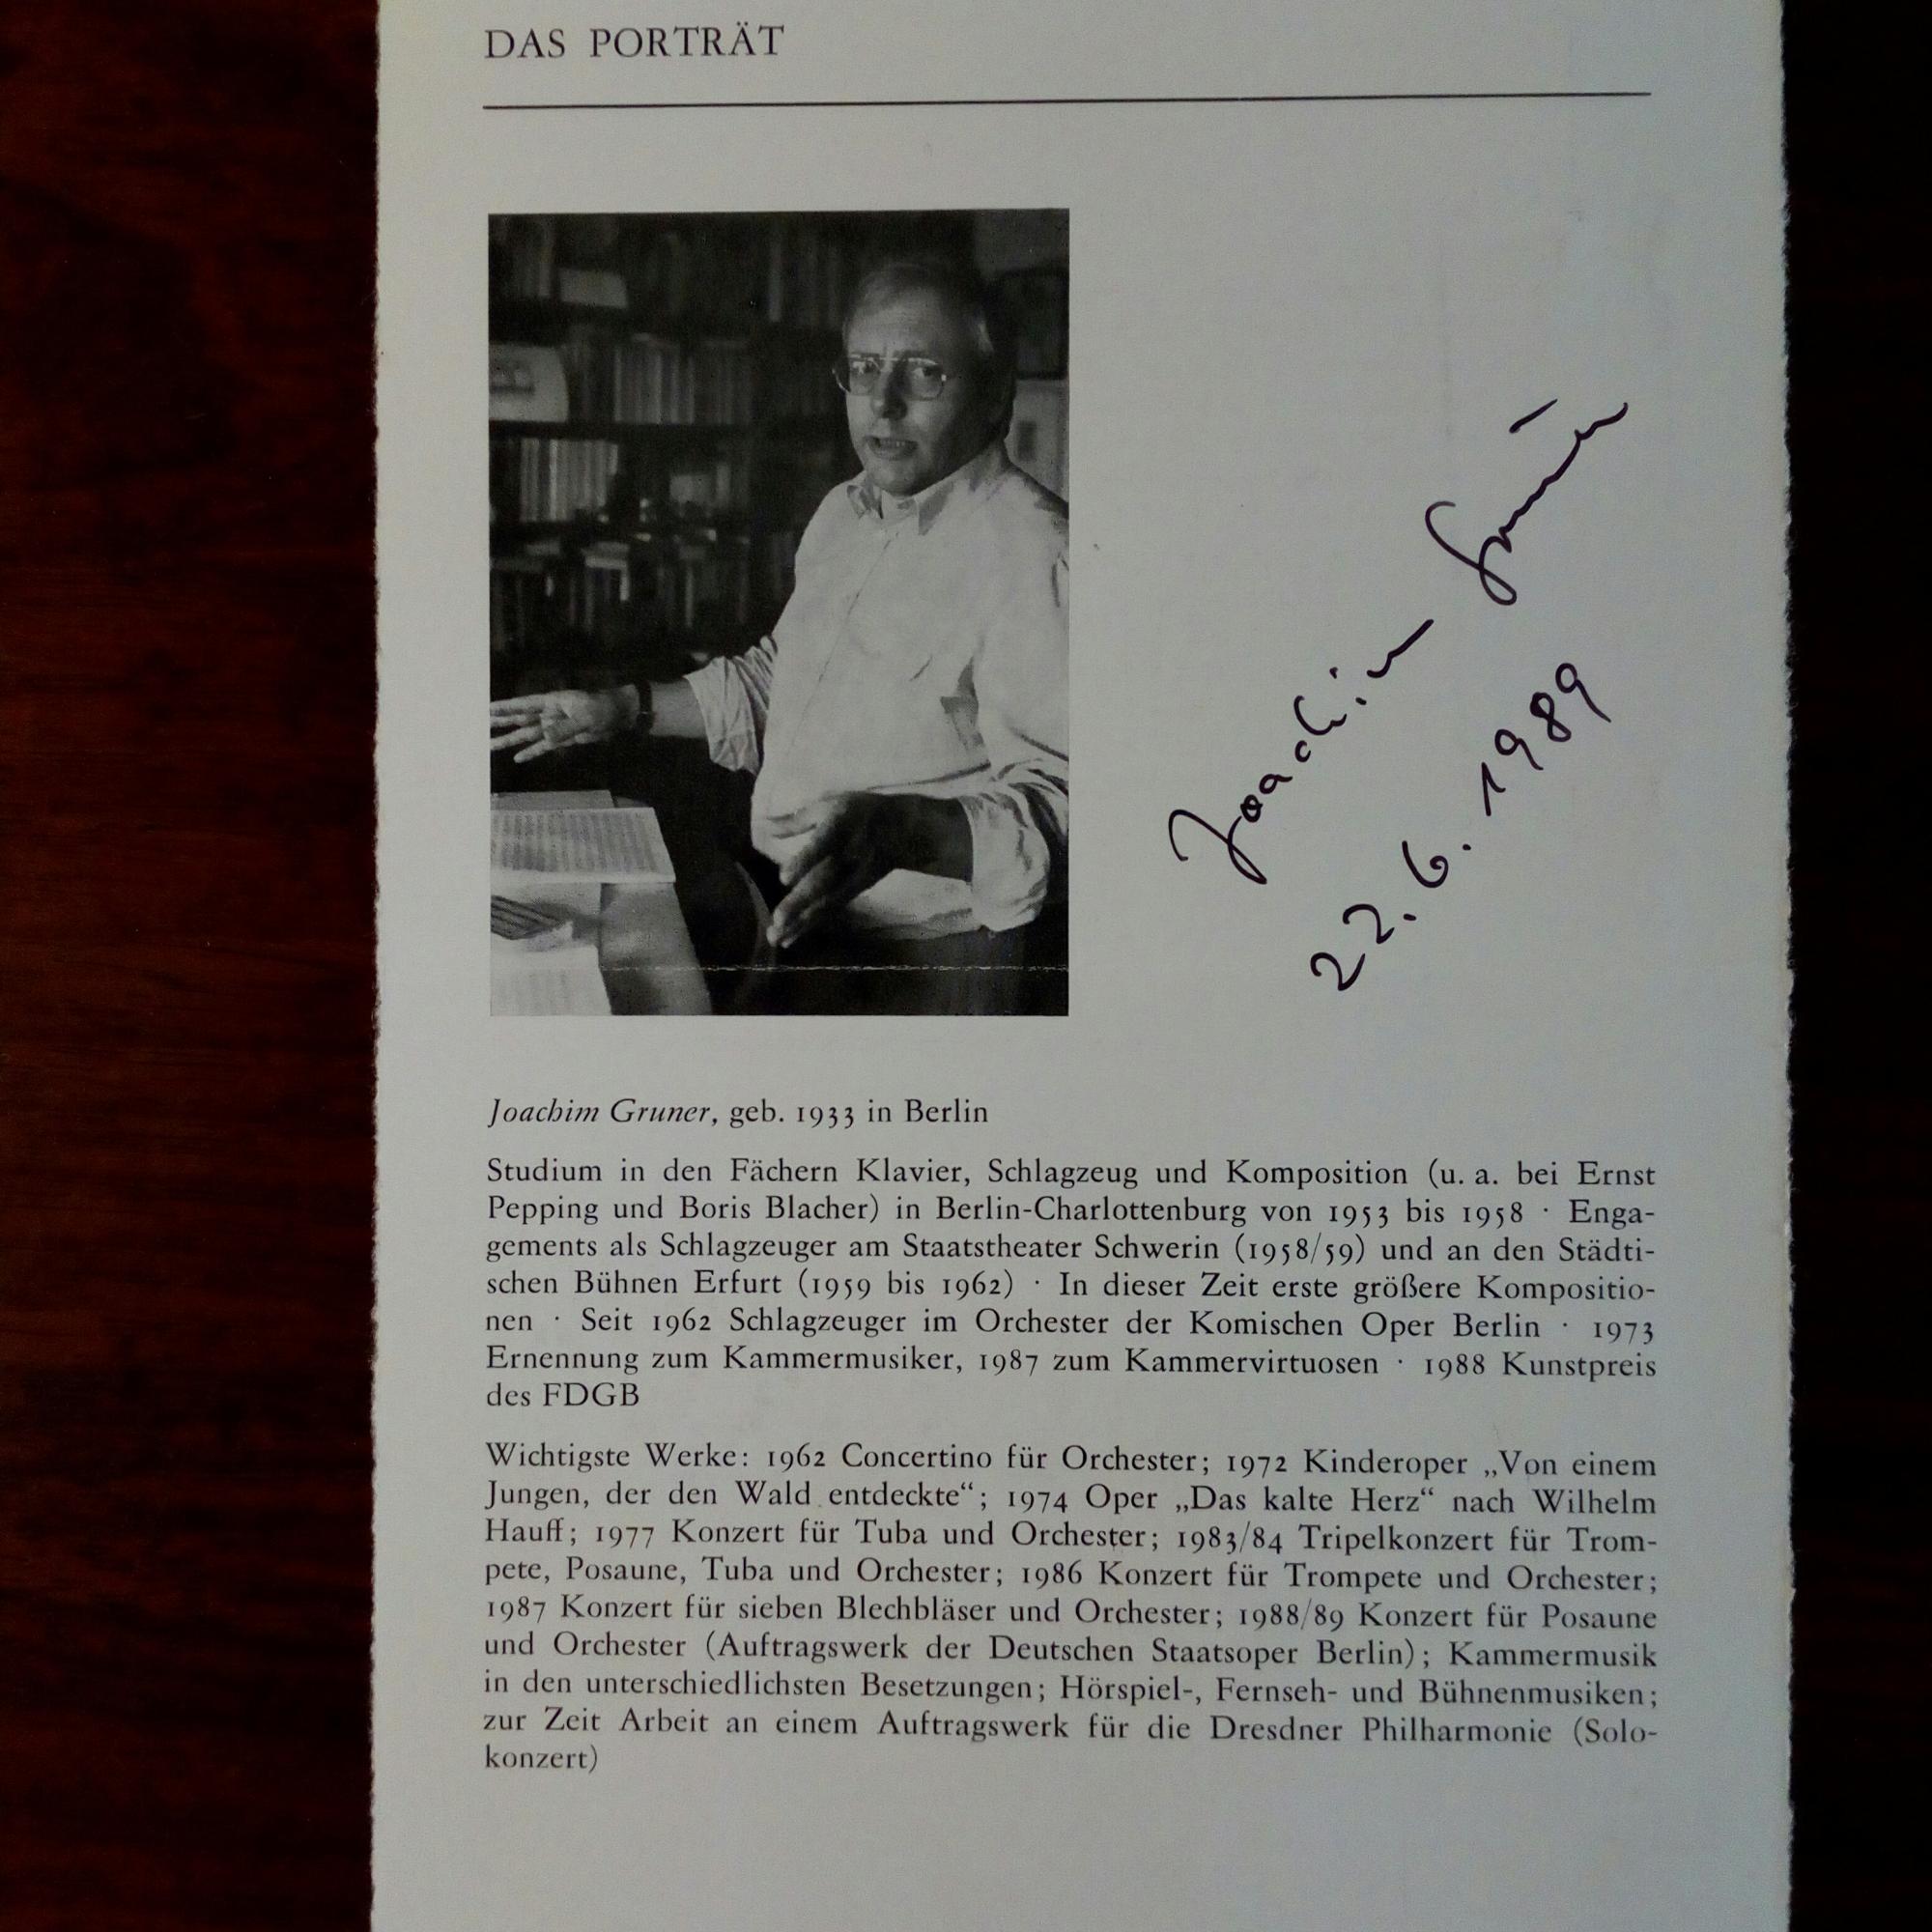 DAS PORTRÄT
Joachim Gruner
22.6.1989
Joachim Gruner, geb. 1933 in Berlin
Studium in den Fächern Klavier, Schlagzeug und Komposition (u. a. bei Ernst
Pepping und Boris Blacher) in Berlin-Charlottenburg von 1953 bis 1958 · Enga-
gements als Schlagzeuger am Staatstheater Schwerin (1958/59) und an den Städti-
schen Bühnen Erfurt (1959 bis 1962) · In dieser Zeit erste größere Kompositio-
nen · Seit 1962 Schlagzeuger im Orchester der Komischen Oper Berlin · 1973
Ernennung zum Kammermusiker, 1987 zum Kammervirtuosen · 1988 Kunstpreis
des FDGB
Wichtigste Werke: 1962 Concertino für Orchester; 1972 Kinderoper „Von einem
Jungen, der den Wald entdeckte“; 1974 Oper „Das kalte Herz“ nach Wilhelm
Hauff; 1977 Konzert für Tuba und Orchester; 1983/84 Tripelkonzert für Trom-
pete, Posaune, Tuba und Orchester; 1986 Konzert für Trompete und Orchester;
1987 Konzert für sieben Blechbläser und Orchester; 1988/89 Konzert für Posaune
und Orchester (Auftragswerk der Deutschen Staatsoper Berlin); Kammermusik
in den unterschiedlichsten Besetzungen; Hörspiel-, Fernseh- und Bühnenmusiken;
zur Zeit Arbeit an einem Auftragswerk für die Dresdner Philharmonie (Solo-
konzert)